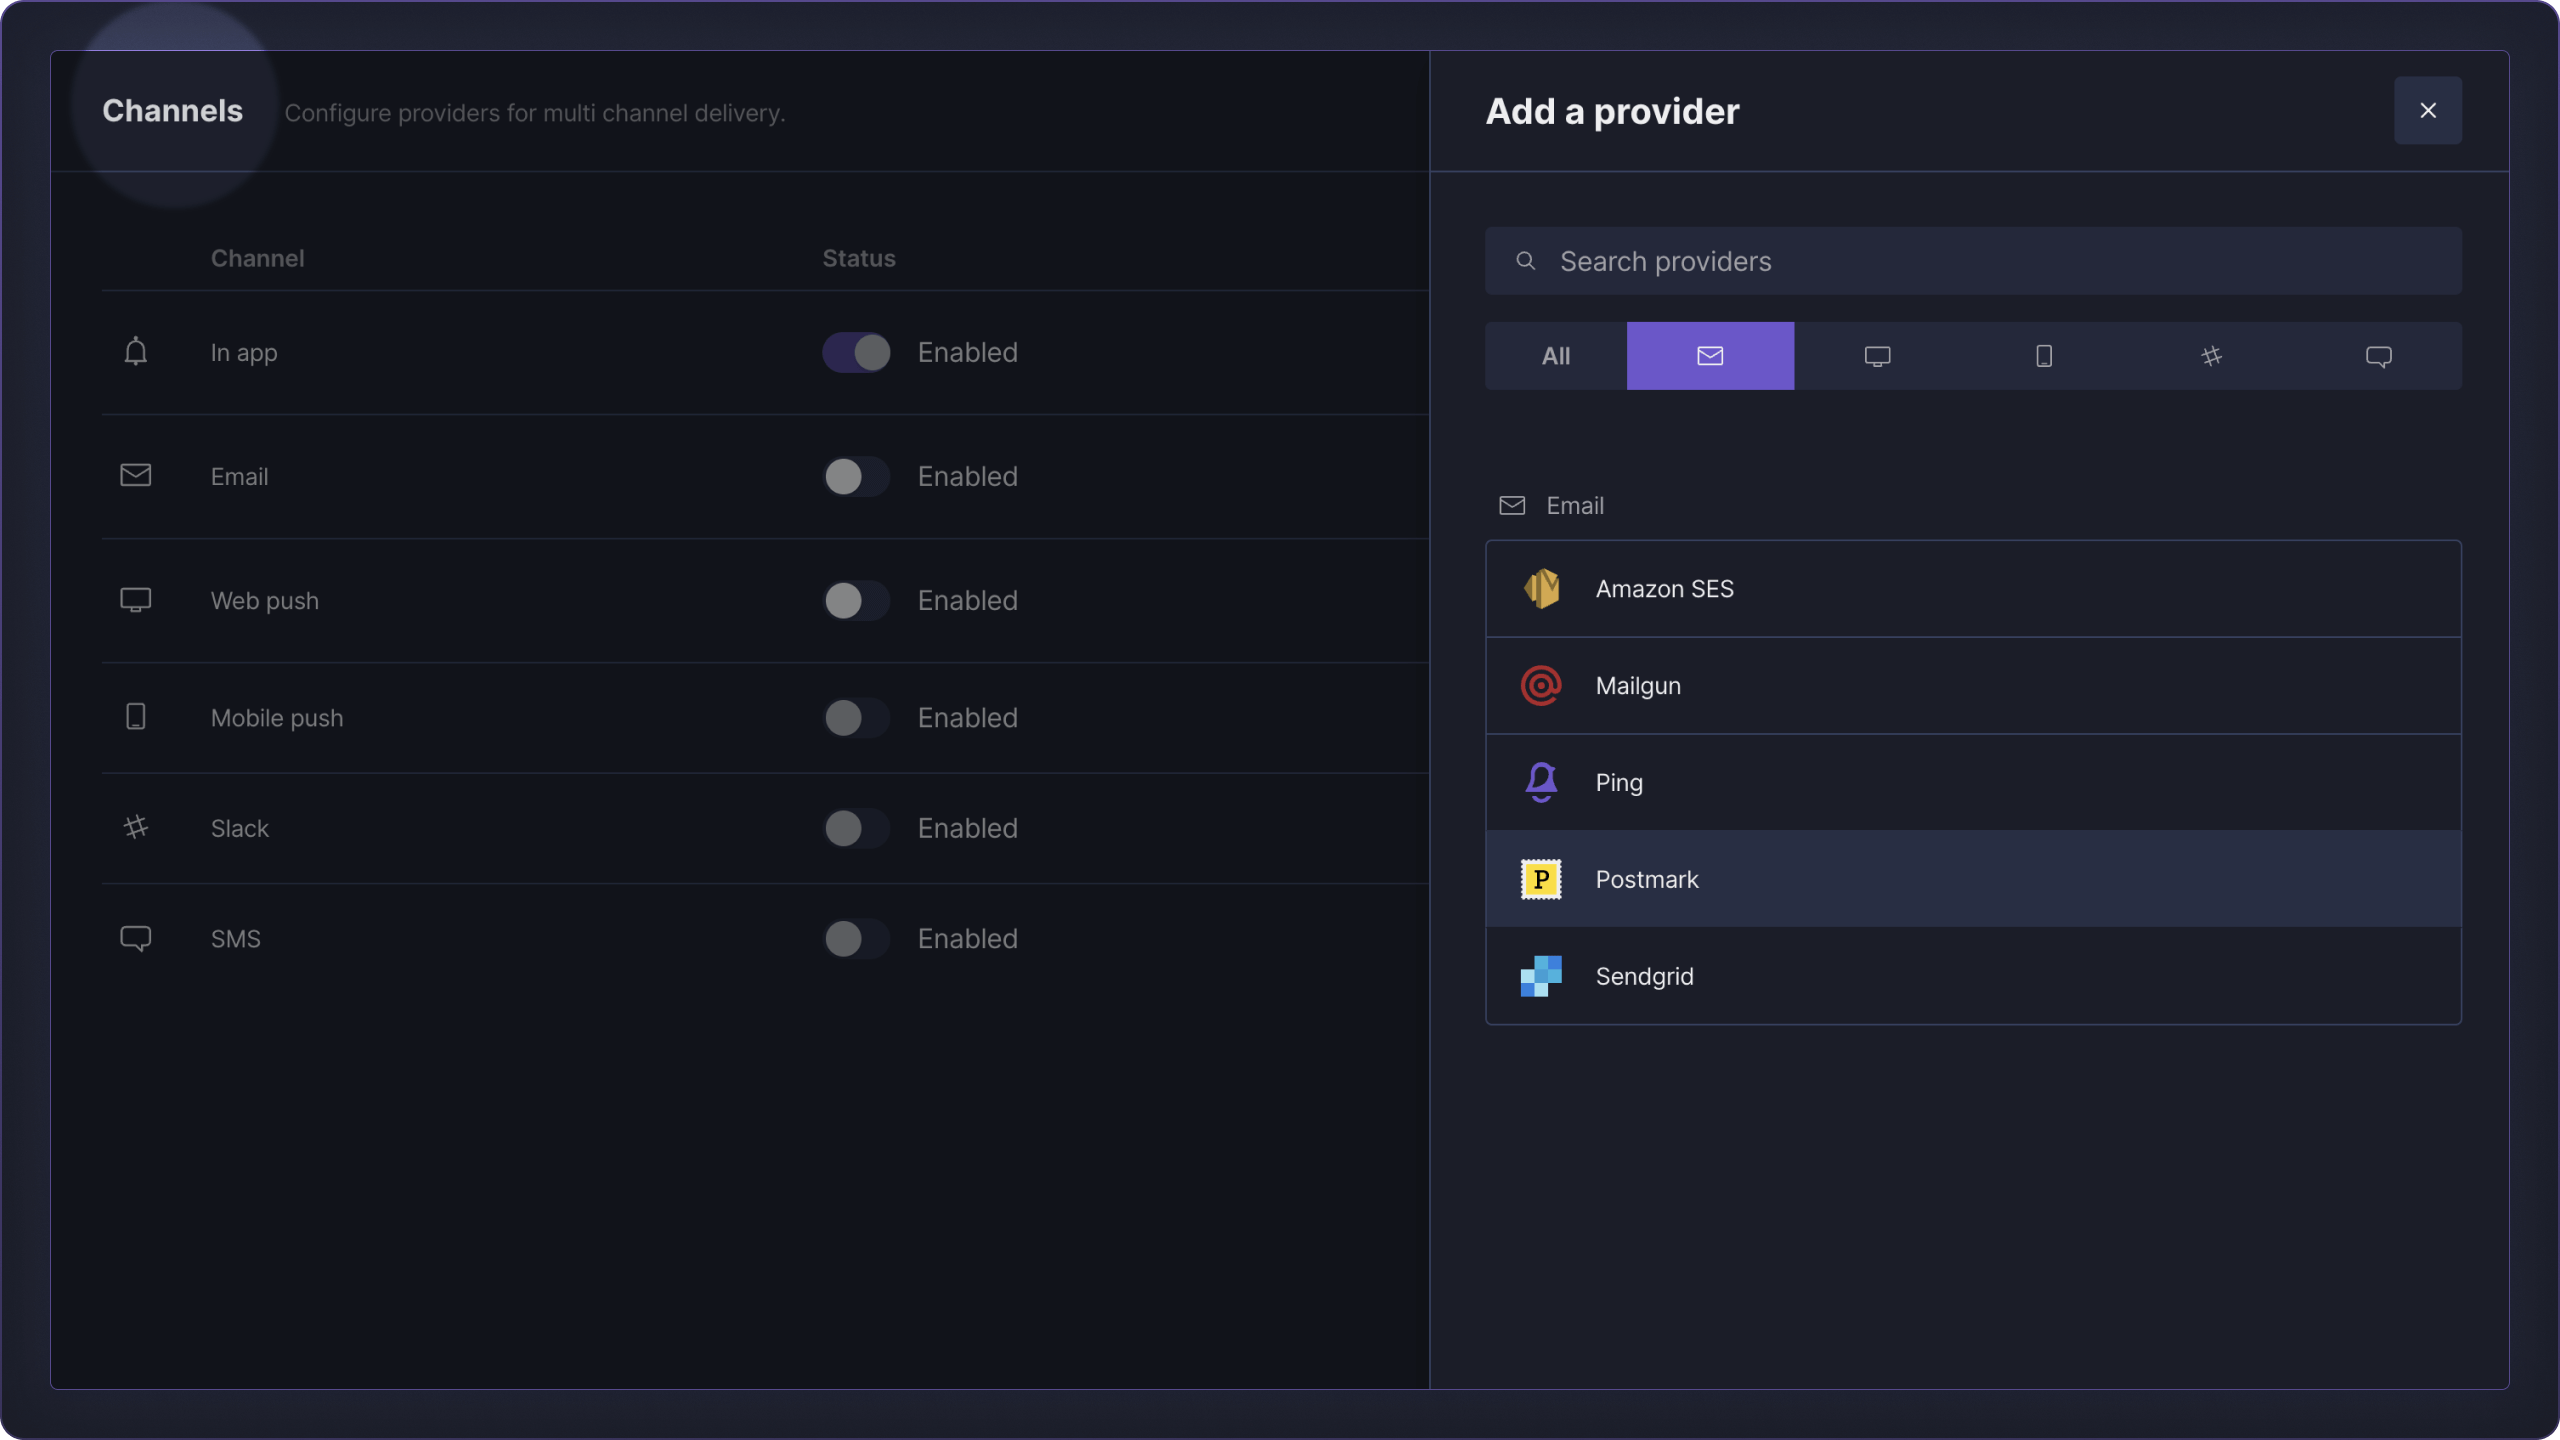 Channels
Configure providers for multi channel delivery.
Channel
Status
In app
Enabled
Email
Enabled
Web push
Enabled
Mobile push
Enabled
Slack
Enabled
SMS
Enabled
Add a provider
Search providers
All
Email
Amazon SES
Mailgun
Ping
P
Postmark
Sendgrid